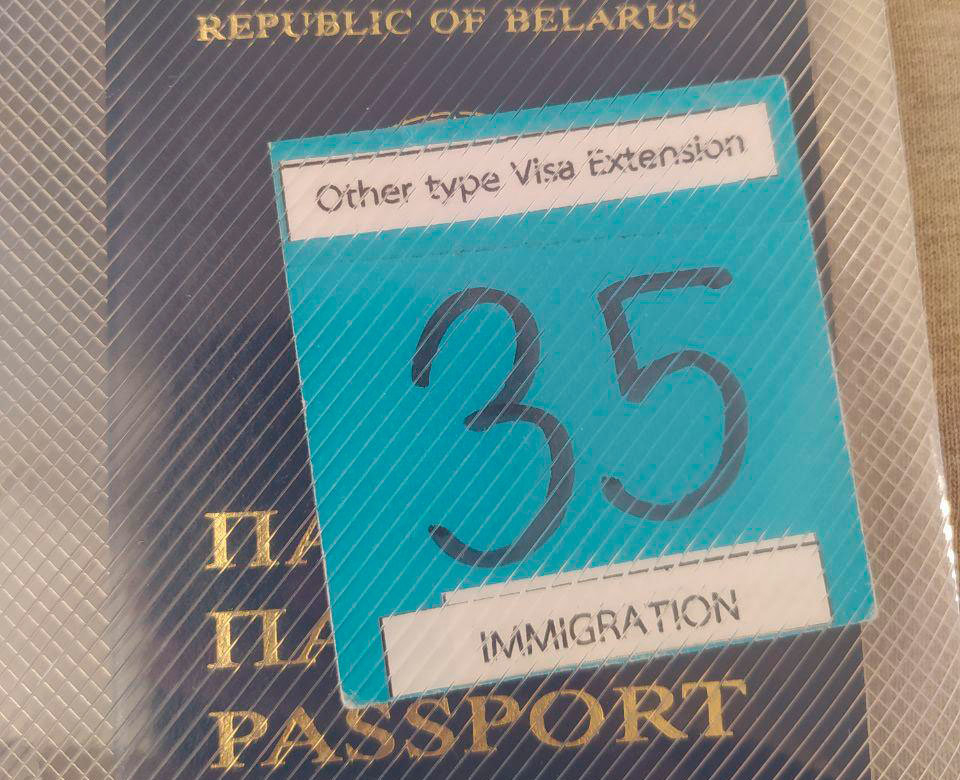 REPUBLIC OF BELARUS
Other type Visa Extension
35
IMMIGRATION
PASSPORT